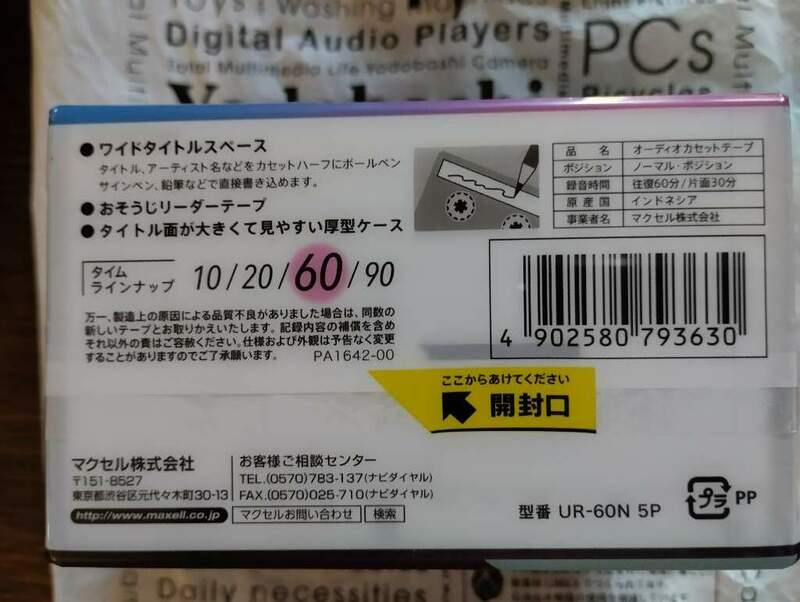 Digital Audio Players
Total Multimedia Life Yodobashi Camera
PCs
Bicycles
● ワイドタイトルスペース
タイトル、アーティスト名などをカセットハーフにボールペン
サインペン、鉛筆などで直接書き込めます。
● おそうじリーダーテープ
● タイトル面が大きくて見やすい厚型ケース
タイム
ラインナップ
10/20/60/90
万一、製造上の原因による品質不良がありました場合は、同数の
新しいテープとお取りかえいたします。記録内容の補償を含め
それ以外の責はご容赦ください。仕様および外観は予告なく変更
することがありますのでご了承願います。 PA1642-00
品名 オーディオカセットテープ
ポジション ノーマル・ポジション
録音時間 往復60分/片面30分
原産国 インドネシア
事業者名 マクセル株式会社
4 902580 793630
ここからあけてください
開封口
マクセル株式会社
〒151-8527
東京都渋谷区元代々木町30-13
http://www.maxell.co.jp
お客様ご相談センター
TEL.(0570)783-137(ナビダイヤル)
FAX.(0570)025-710(ナビダイヤル)
マクセルお問い合わせ 検索
型番 UR-60N 5P
プラ PP
Daily necessities